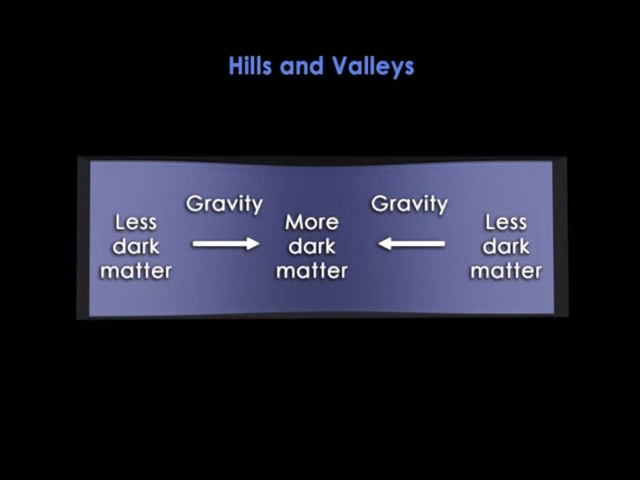 Hills and Valleys
Gravity
Gravity
Less
dark
matter
More
dark
matter
Less
dark
matter